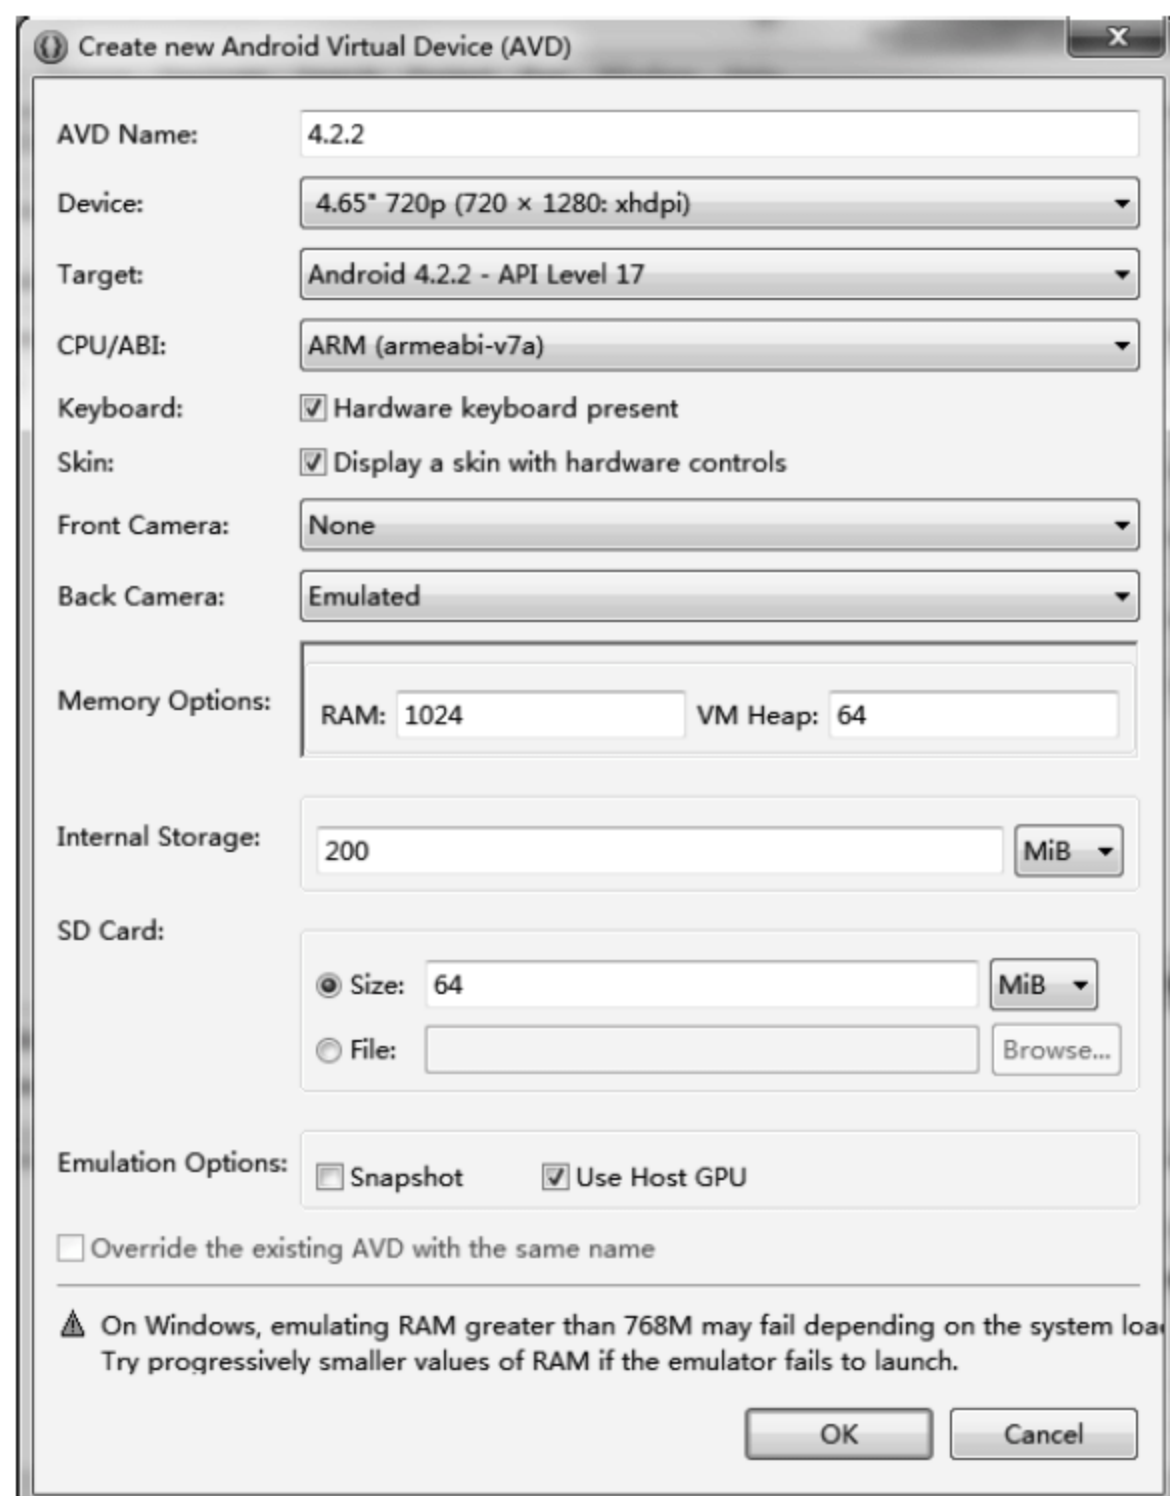 Create new Android Virtual Device (AVD)
AVD Name: 4.2.2
Device: 4.65" 720p (720 × 1280: xhdpi)
Target: Android 4.2.2 - API Level 17
CPU/ABI: ARM (armeabi-v7a)
Keyboard: Hardware keyboard present
Skin: Display a skin with hardware controls
Front Camera: None
Back Camera: Emulated
Memory Options: RAM: 1024 VM Heap: 64
Internal Storage: 200 MiB
SD Card:
Size: 64 MiB
File: Browse...
Emulation Options: Snapshot Use Host GPU
Override the existing AVD with the same name
On Windows, emulating RAM greater than 768M may fail depending on the system
Try progressively smaller values of RAM if the emulator fails to launch.
OK Cancel